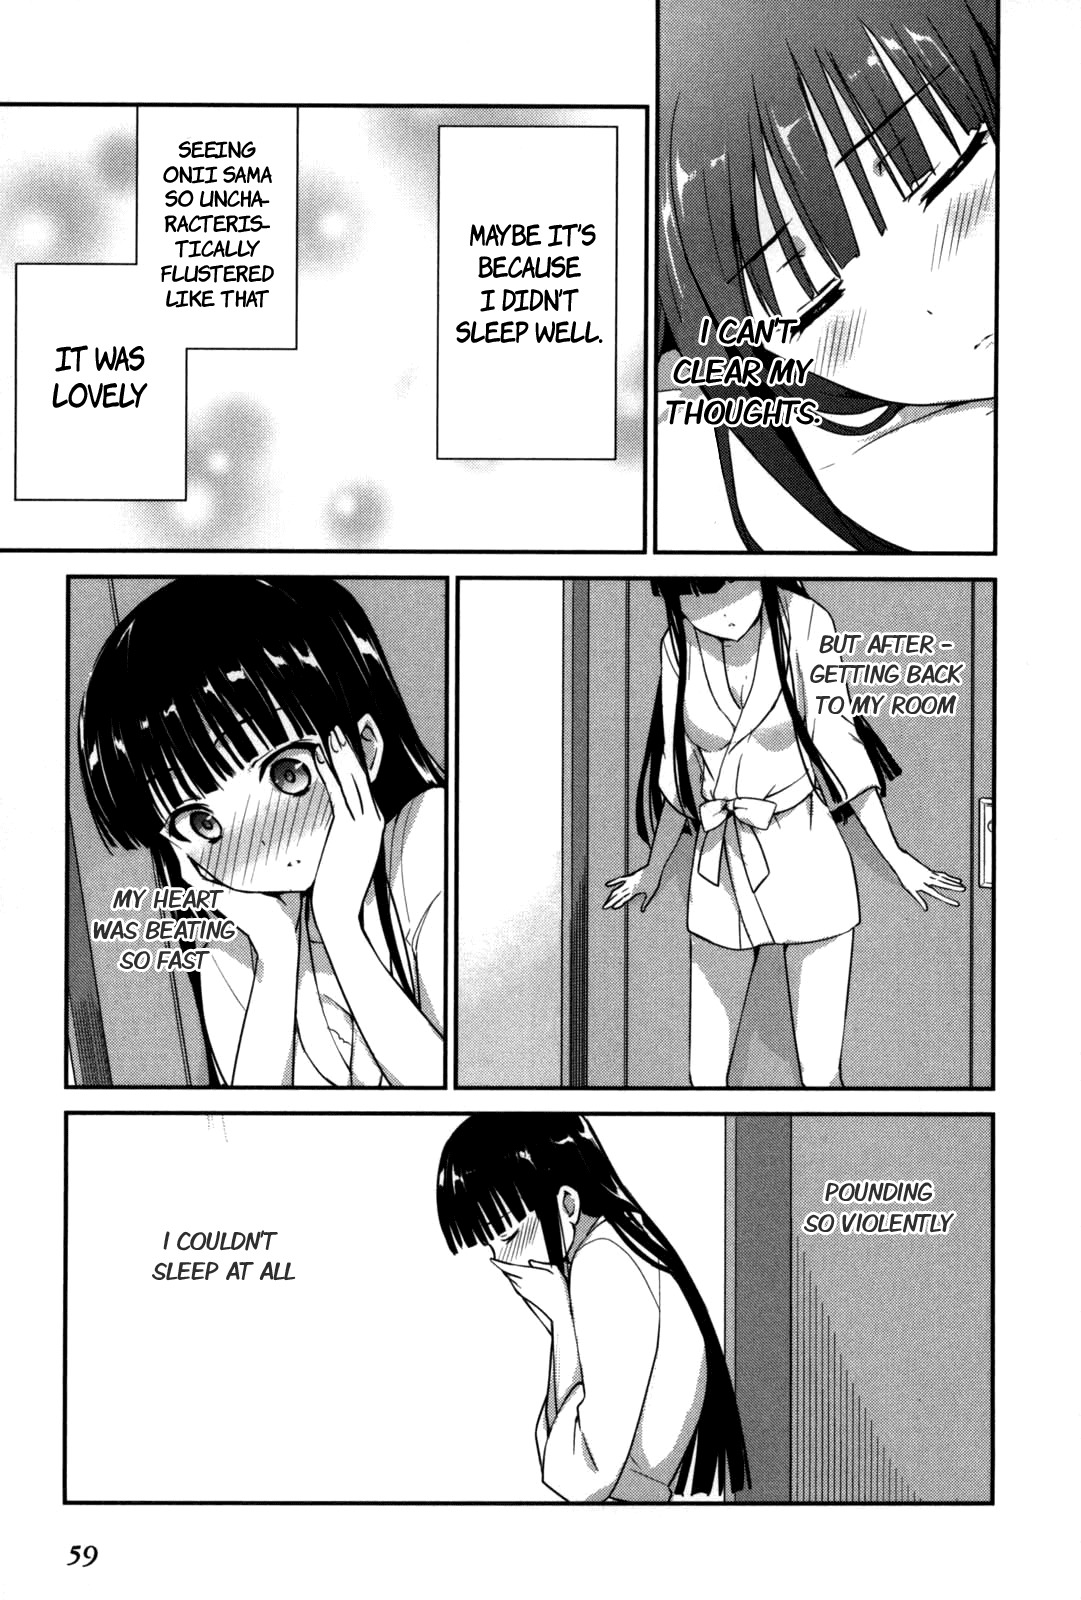 I CAN'T
CLEAR MY
THOUGHTS.
MAYBE IT'S
BECAUSE
I DIDN'T
SLEEP WELL.
SEEING
ONII SAMA
SO UNCHA-
RACTERIS-
TICALLY
FLUSTERED
LIKE THAT
IT WAS
LOVELY
BUT AFTER -
GETTING BACK
TO MY ROOM
MY HEART
WAS BEATING
SO FAST
POUNDING
SO VIOLENTLY
I COULDN'T
SLEEP AT ALL
59